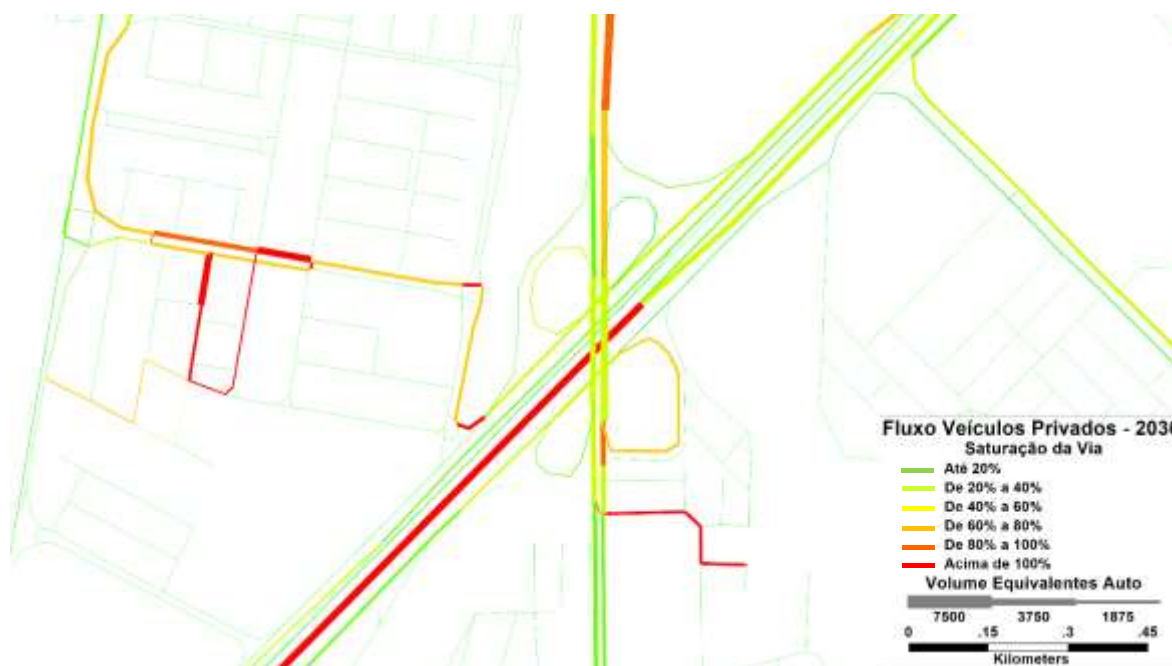 Fluxo Veículos Privados - 2030
Saturação da Via
Até 20%
De 20% a 40%
De 40% a 60%
De 60% a 80%
De 80% a 100%
Acima de 100%
Volume Equivalentes Auto
7500 3750 1875
0 .15 .3 .45
Kilometers